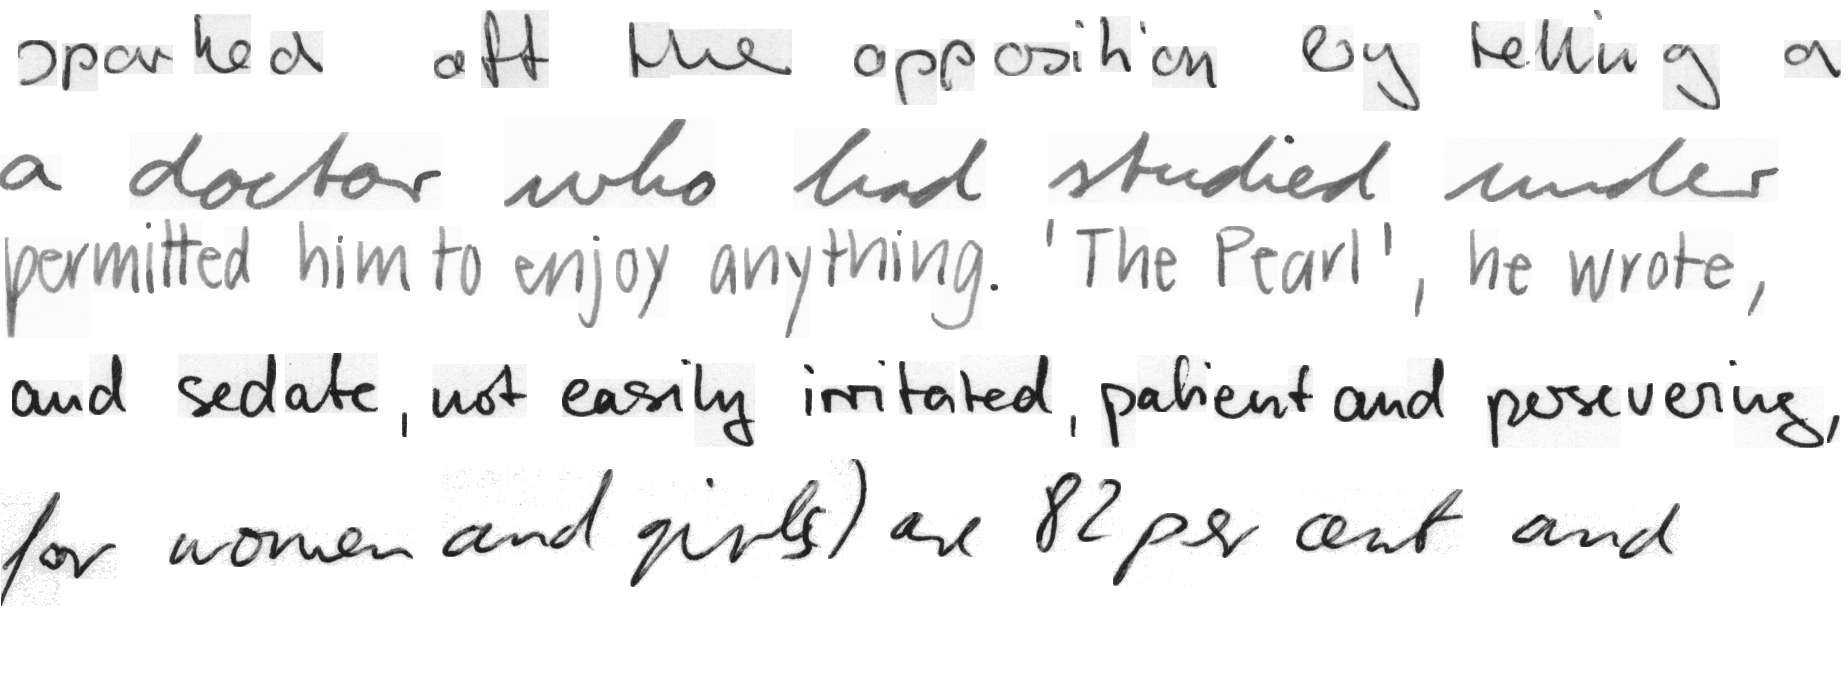 sparked off the opposition by telling a
a doctor who had studied under
permitted him to enjoy anything. 'The Pearl', he wrote,
and sedate, not easily irritated, patient and persevering,
for women and girls) are 82 per cent and